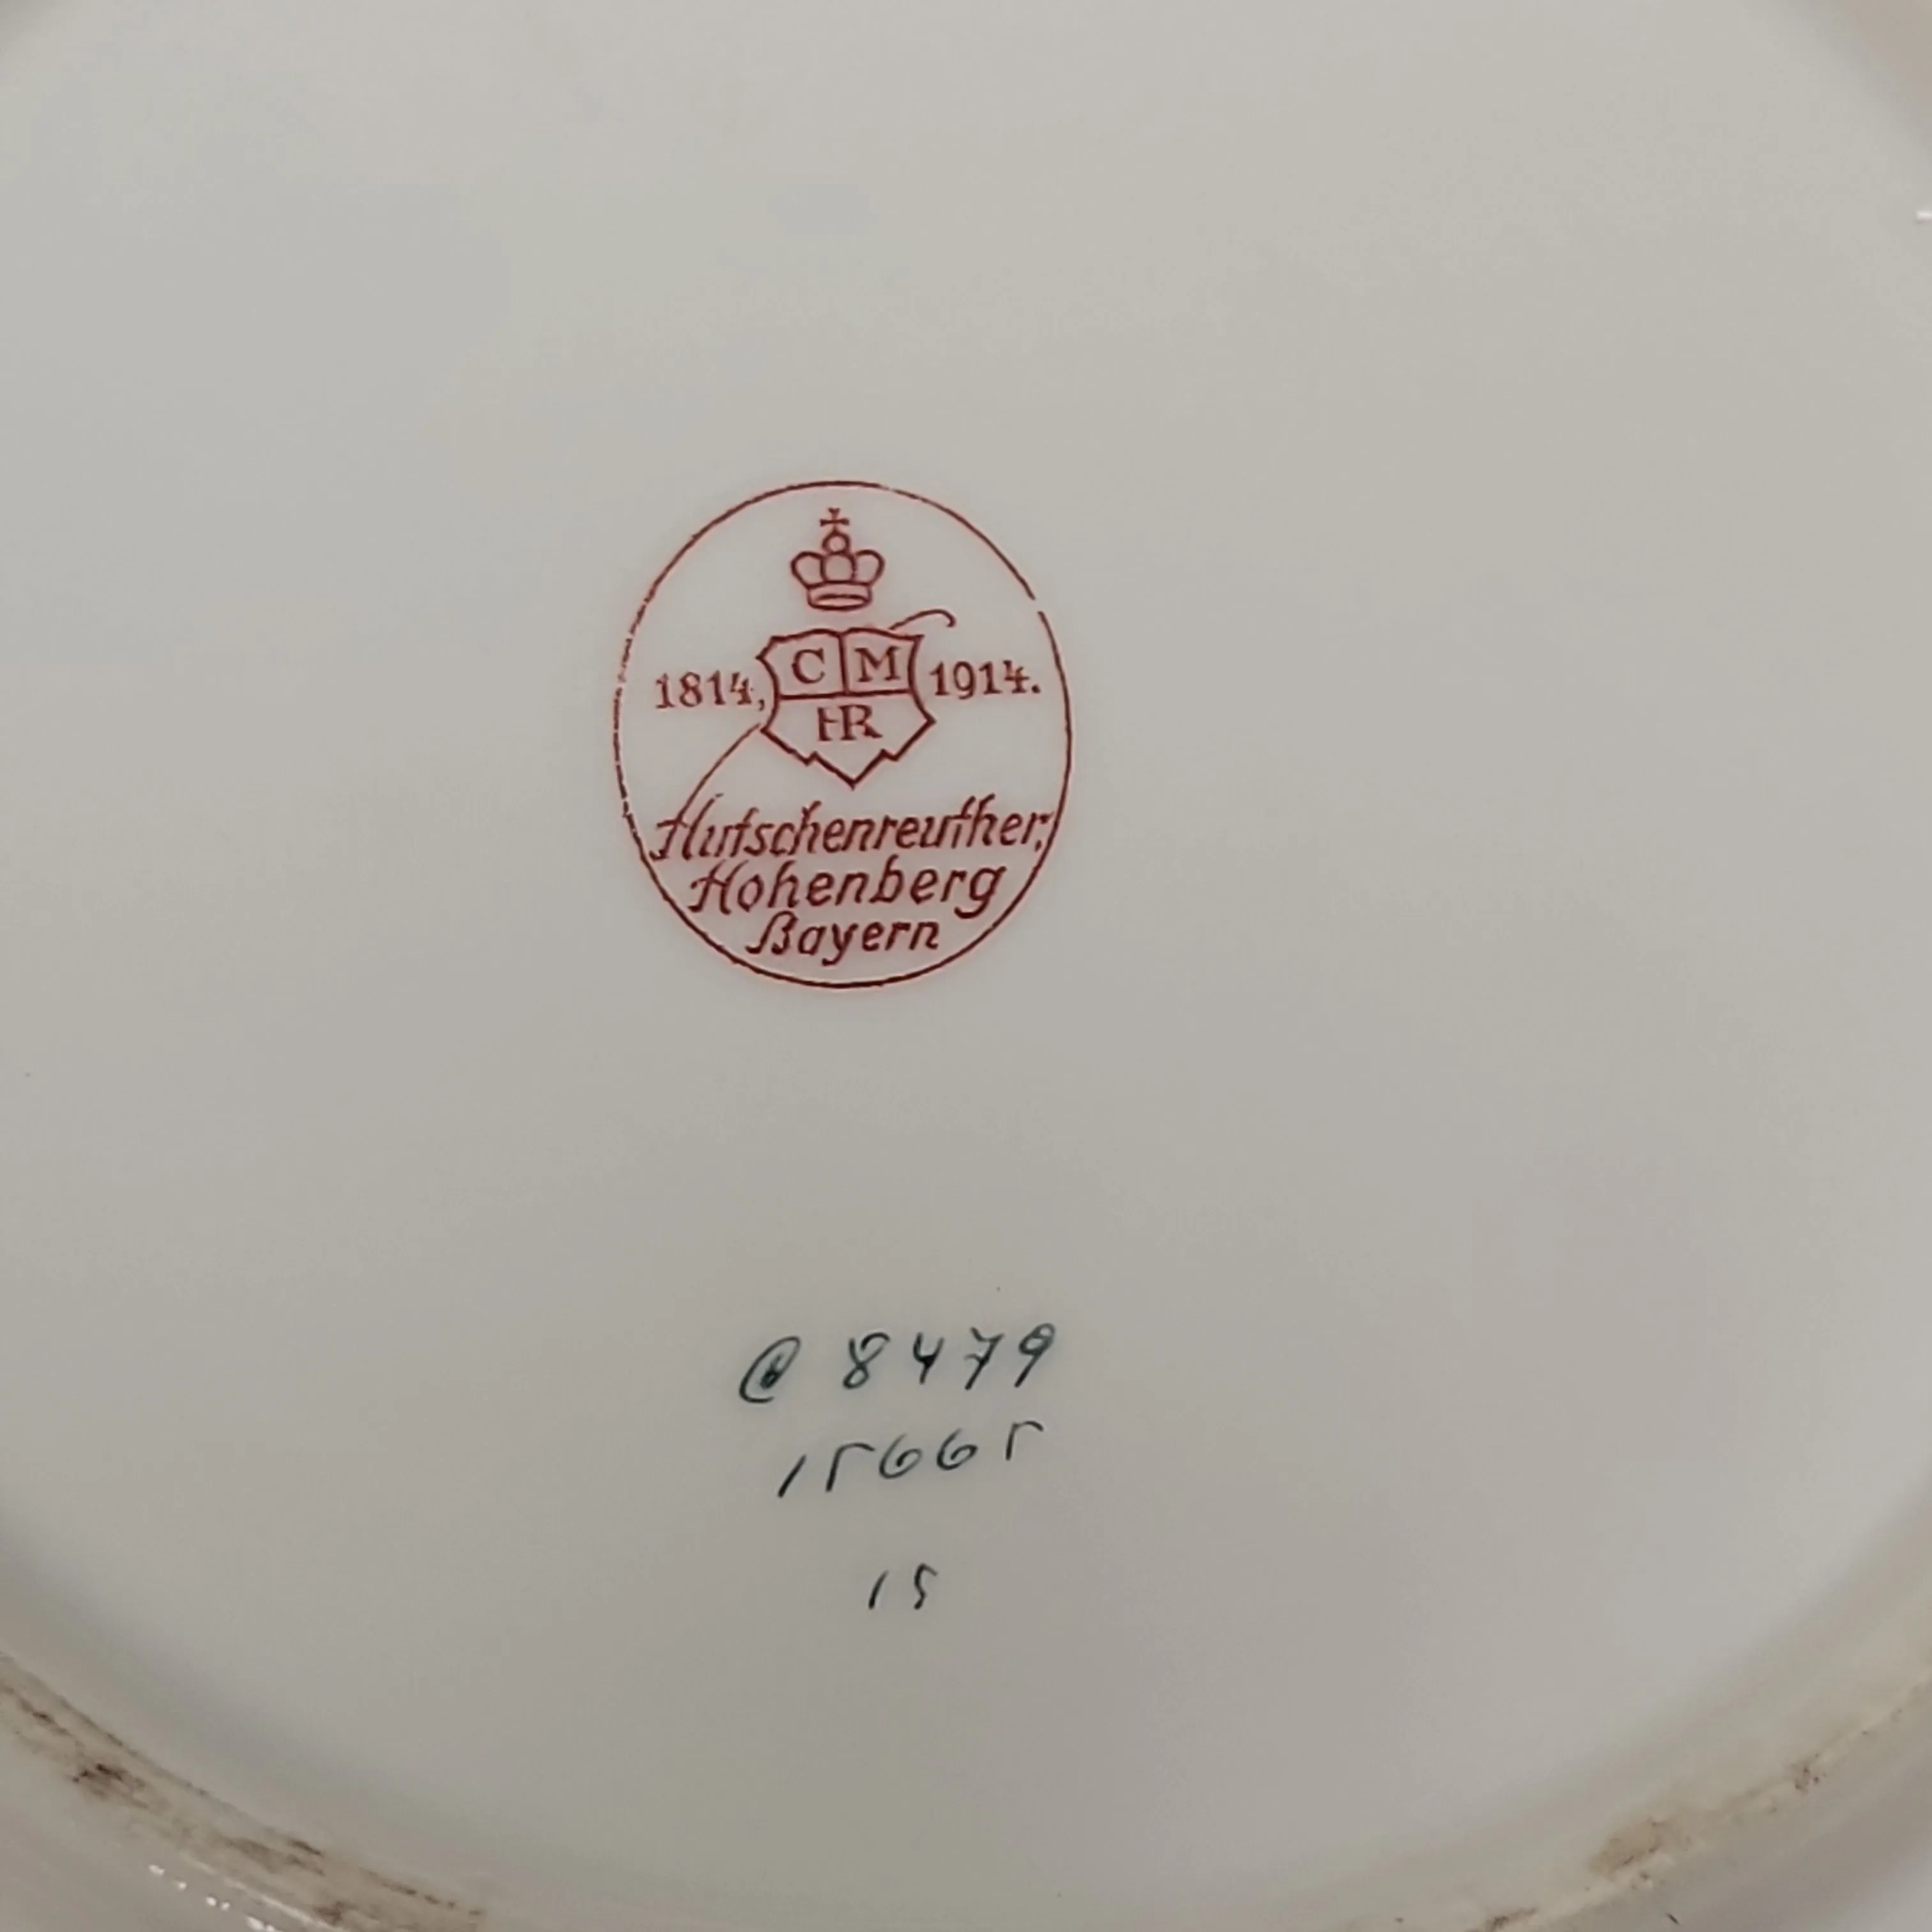 1814, C M 1914.
HR
Hutschenreuther,
Hohenberg
Bayern
8479
15665
15